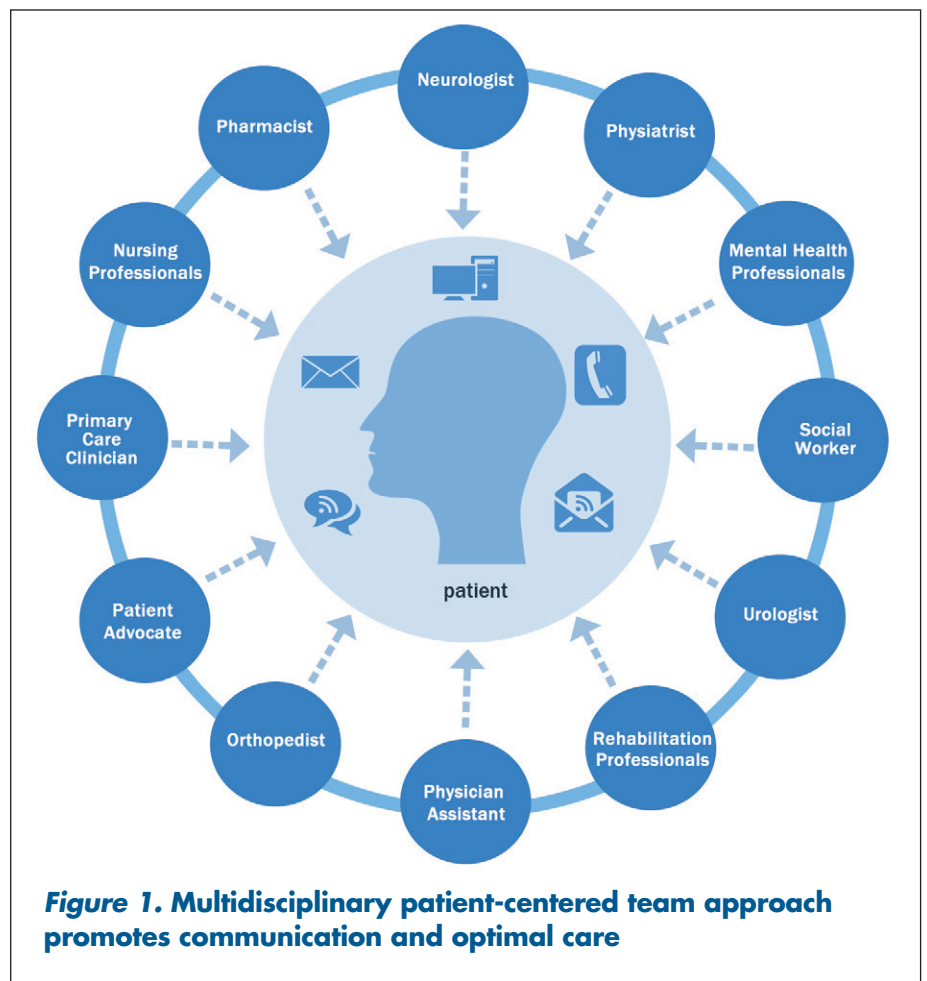 Neurologist
Physiatrist
Mental Health
Professionals
Social
Worker
Urologist
Rehabilitation
Professionals
Physician
Assistant
Orthopedist
Patient
Advocate
Primary
Care
Clinician
Nursing
Professionals
Pharmacist
patient
Figure 1. Multidisciplinary patient-centered team approach
promotes communication and optimal care